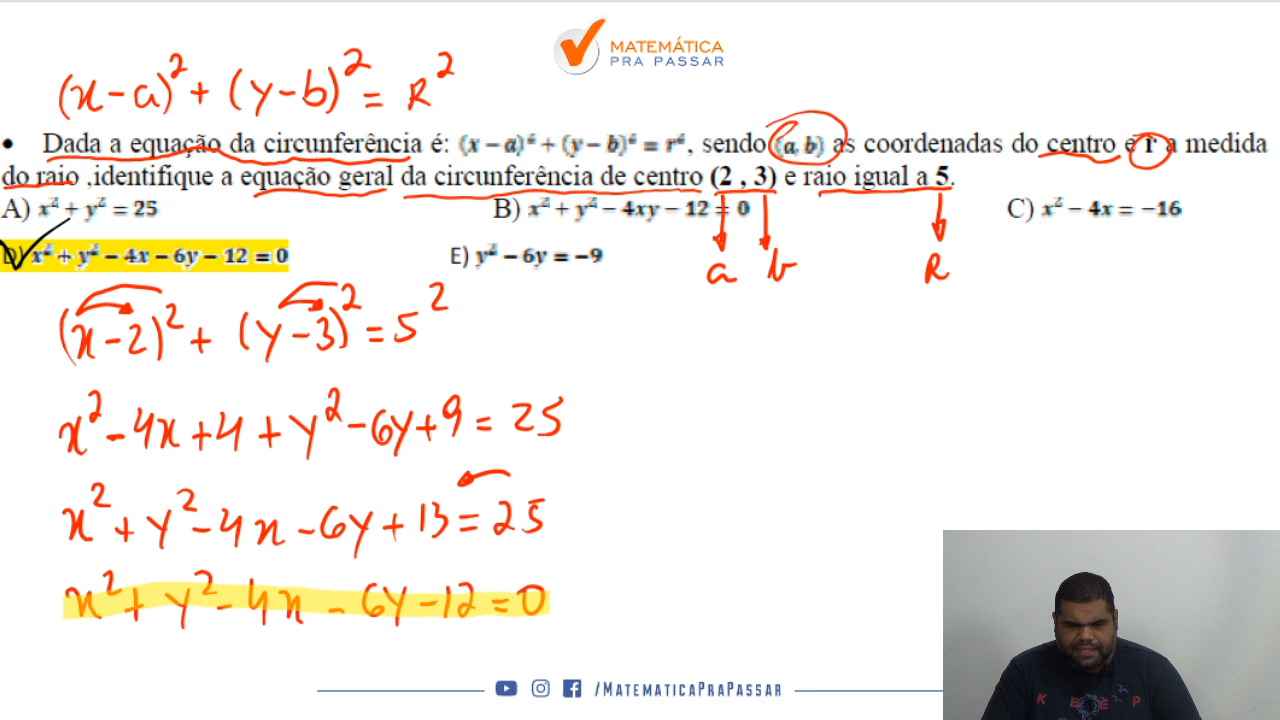 MATEMÁTICA
PRA PASSAR
(x-a)² + (y-b)² = R²
• Dada a equação da circunferência é: (x − a)² + (y − b)² = r², sendo (a, b) as coordenadas do centro e r a medida
do raio ,identifique a equação geral da circunferência de centro (2 , 3) e raio igual a 5.
A) x² + y² = 25 B) x² + y² − 4xy − 12 = 0 C) x² − 4x = −16
D) x² + y² − 4x − 6y − 12 = 0 E) y² − 6y = −9
a b R
(x-2)² + (y-3)² = 5²
x² - 4x + 4 + y² - 6y + 9 = 25
x² + y² - 4x - 6y + 13 = 25
x² + y² - 4x - 6y - 12 = 0
K E E P
/MATEMATICAPRAPASSAR